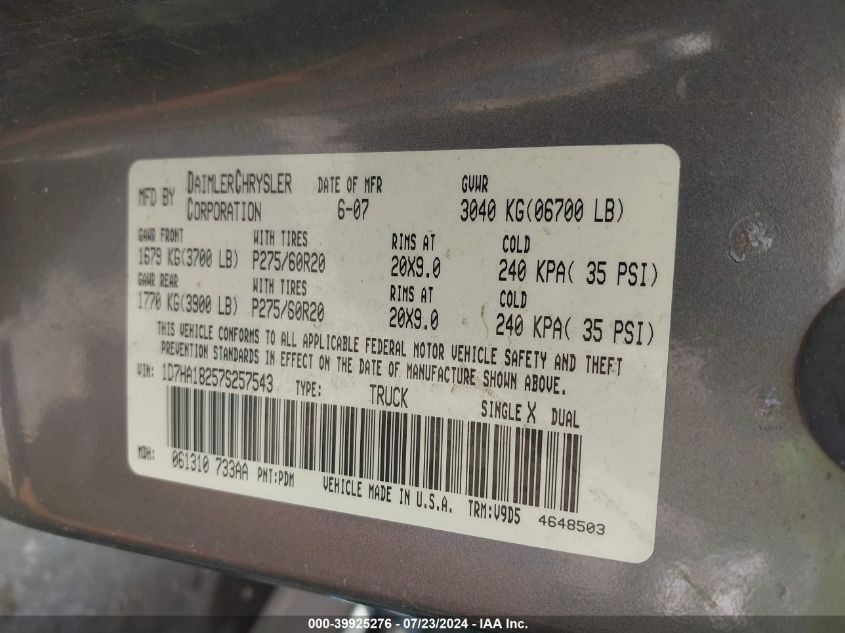 MFD BY DAIMLERCHRYSLER CORPORATION DATE OF MFR 6-07 GVWR 3040 KG(06700 LB)
GAWR FRONT WITH TIRES RIMS AT COLD
1679 KG(3700 LB) P275/60R20 20X9.0 240 KPA( 35 PSI)
GAWR REAR WITH TIRES RIMS AT COLD
1770 KG(3900 LB) P275/60R20 20X9.0 240 KPA( 35 PSI)
THIS VEHICLE CONFORMS TO ALL APPLICABLE FEDERAL MOTOR VEHICLE SAFETY AND THEFT
PREVENTION STANDARDS IN EFFECT ON THE DATE OF MANUFACTURE SHOWN ABOVE.
VIN: 1D7HA18257S257543 TYPE: TRUCK SINGLE X DUAL
MDH: 061310 733AA PNT:PDM VEHICLE MADE IN U.S.A. TRM:V9D5 4648503
000-39925276 - 07/23/2024 - IAA Inc.